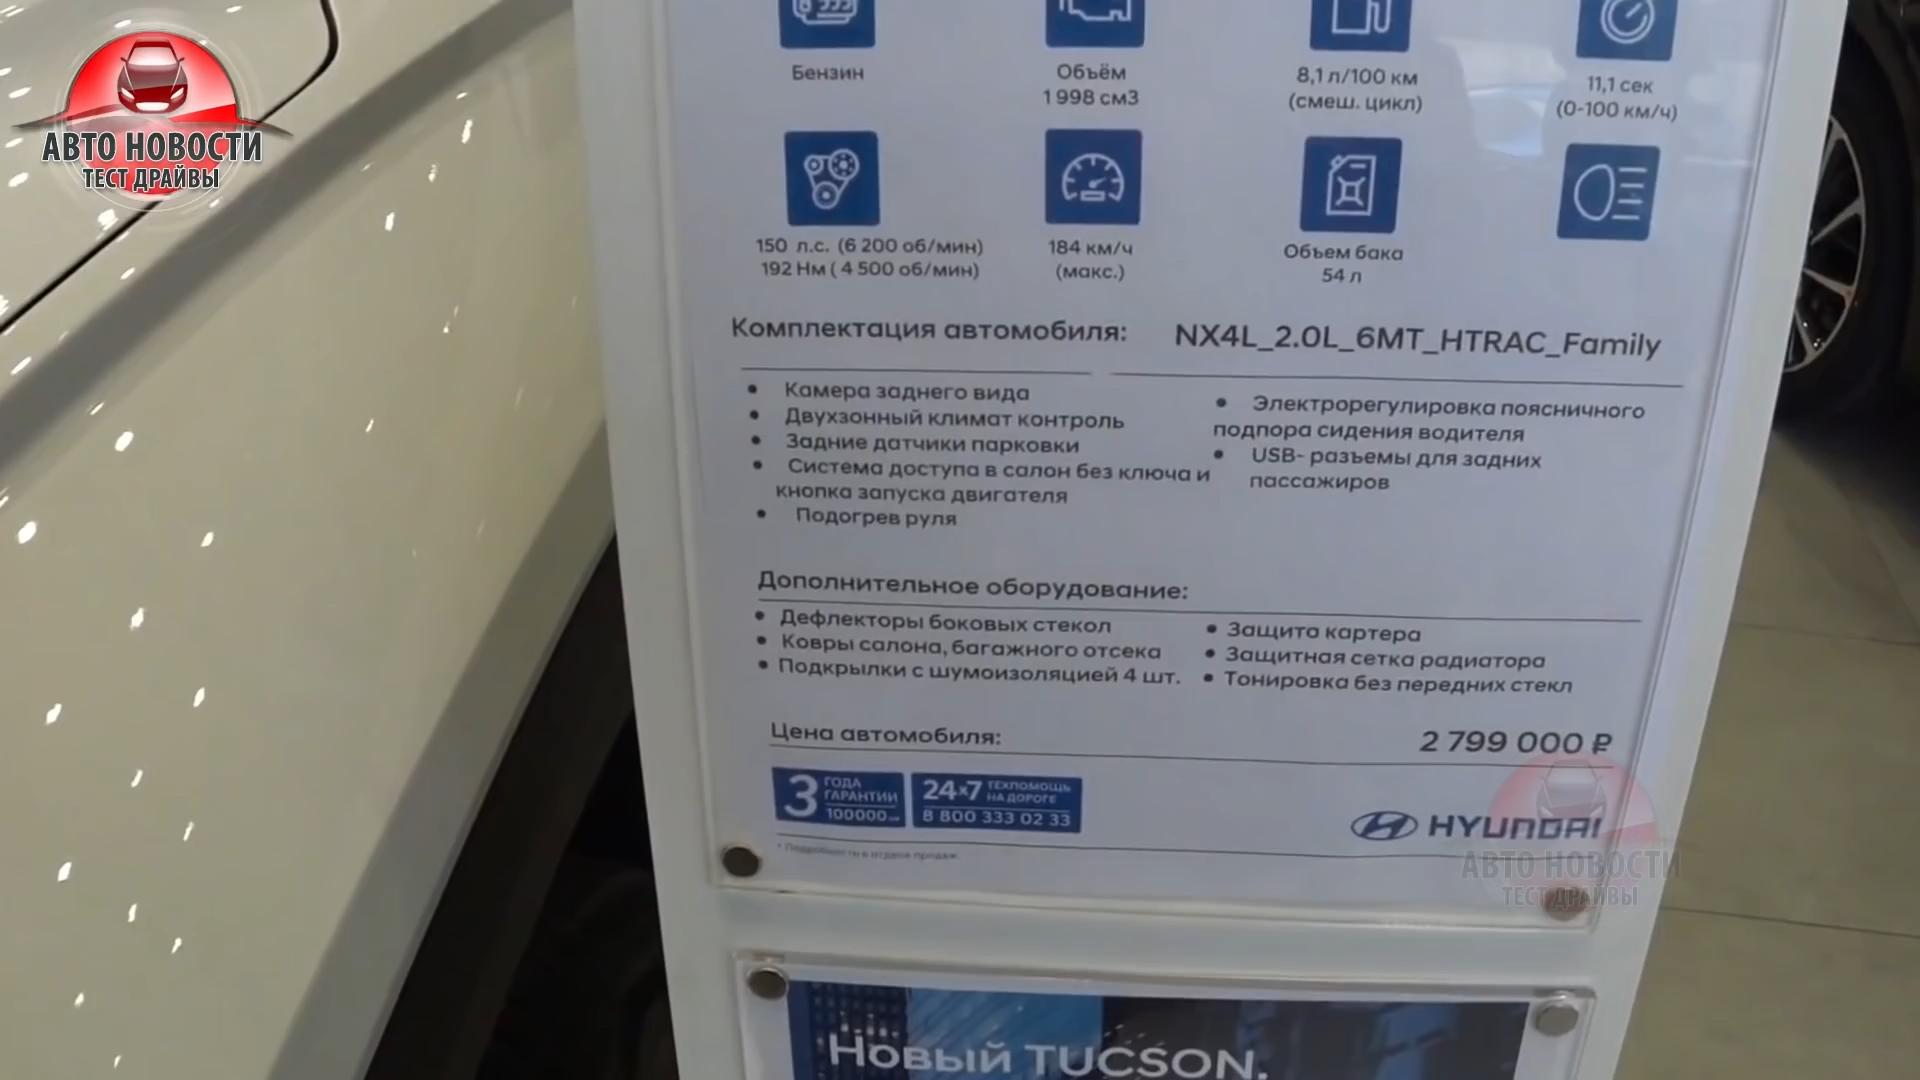 АВТО НОВОСТИ
ТЕСТ ДРАЙВЫ
Бензин
Объём
1 998 см3
8,1 л/100 км
(смеш. цикл)
11,1 сек
(0-100 км/ч)
150 л.с. (6 200 об/мин)
192 Нм ( 4 500 об/мин)
184 км/ч
(макс.)
Объем бака
54 л
Комплектация автомобиля: NX4L_2.0L_6MT_HTRAC_Family
• Камера заднего вида
• Двухзонный климат контроль
• Задние датчики парковки
• Система доступа в салон без ключа и
кнопка запуска двигателя
• Подогрев руля
• Электрорегулировка поясничного
подпора сидения водителя
• USB- разъемы для задних
пассажиров
Дополнительное оборудование:
• Дефлекторы боковых стекол
• Ковры салона, багажного отсека
• Подкрылки с шумоизоляцией 4 шт.
• Защита картера
• Защитная сетка радиатора
• Тонировка без передних стекл
Цена автомобиля: 2 799 000 ₽
3 ГОДА
ГАРАНТИИ
100000 км
24×7 ТЕХПОМОЩЬ
НА ДОРОГЕ
8 800 333 02 33
HYUNDAI
АВТО НОВОСТИ
ТЕСТ ДРАЙВЫ
* Подробности в отделе продаж.
Новый TUCSON.